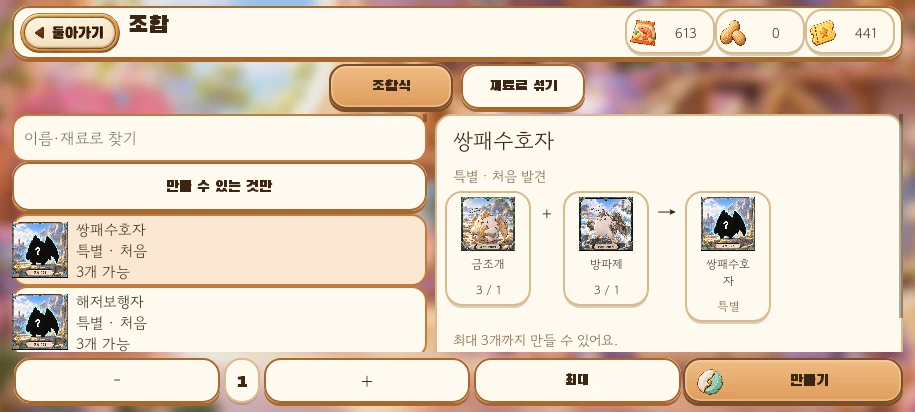 돌아가기
조합
613
0
441
조합식
재료로 섞기
이름·재료로 찾기
만들 수 있는 것만
쌍패수호자
특별 · 처음
3개 가능
해저보행자
특별 · 처음
3개 가능
쌍패수호자
특별 · 처음 발견
금조개
3 / 1
+
방파제
3 / 1
→
쌍패수호
자
특별
최대 3개까지 만들 수 있어요.
-
1
+
최대
만들기